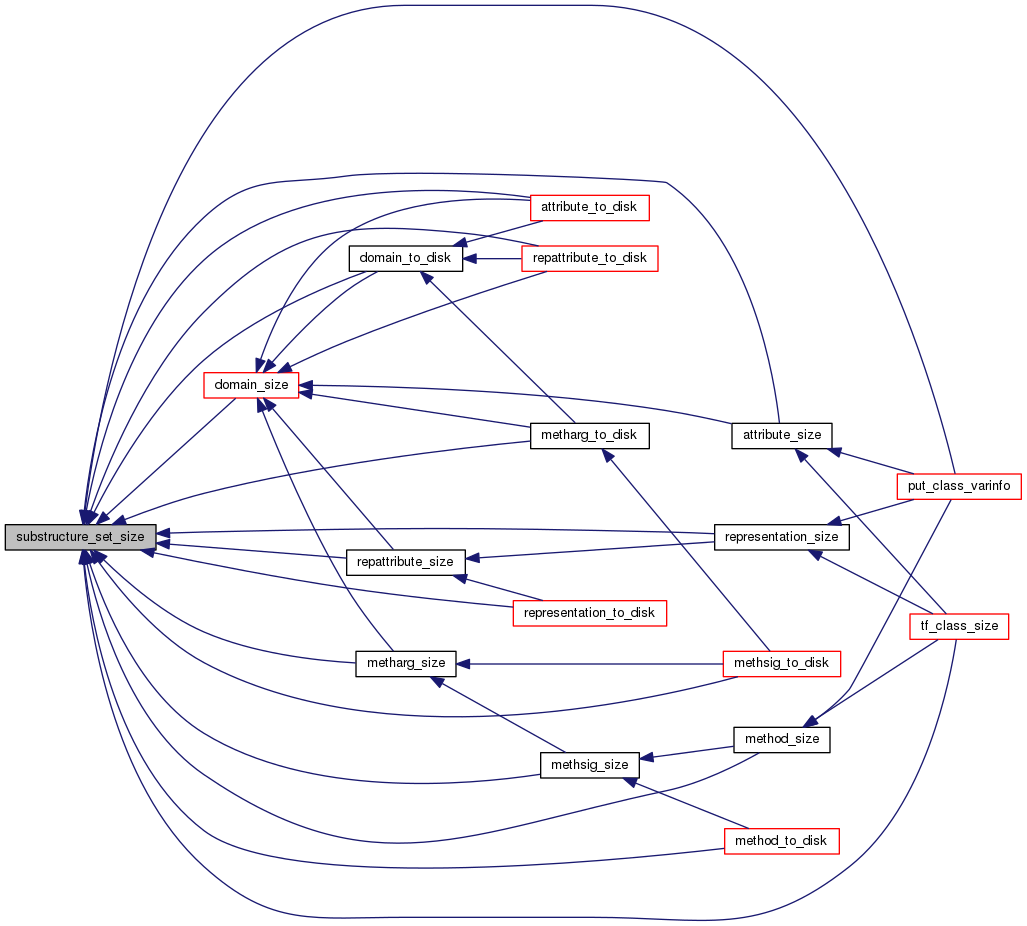 attribute_to_disk
domain_to_disk
repattribute_to_disk
domain_size
metharg_to_disk
attribute_size
put_class_varinfo
substructure_set_size
representation_size
repattribute_size
representation_to_disk
tf_class_size
metharg_size
methsig_to_disk
method_size
methsig_size
method_to_disk